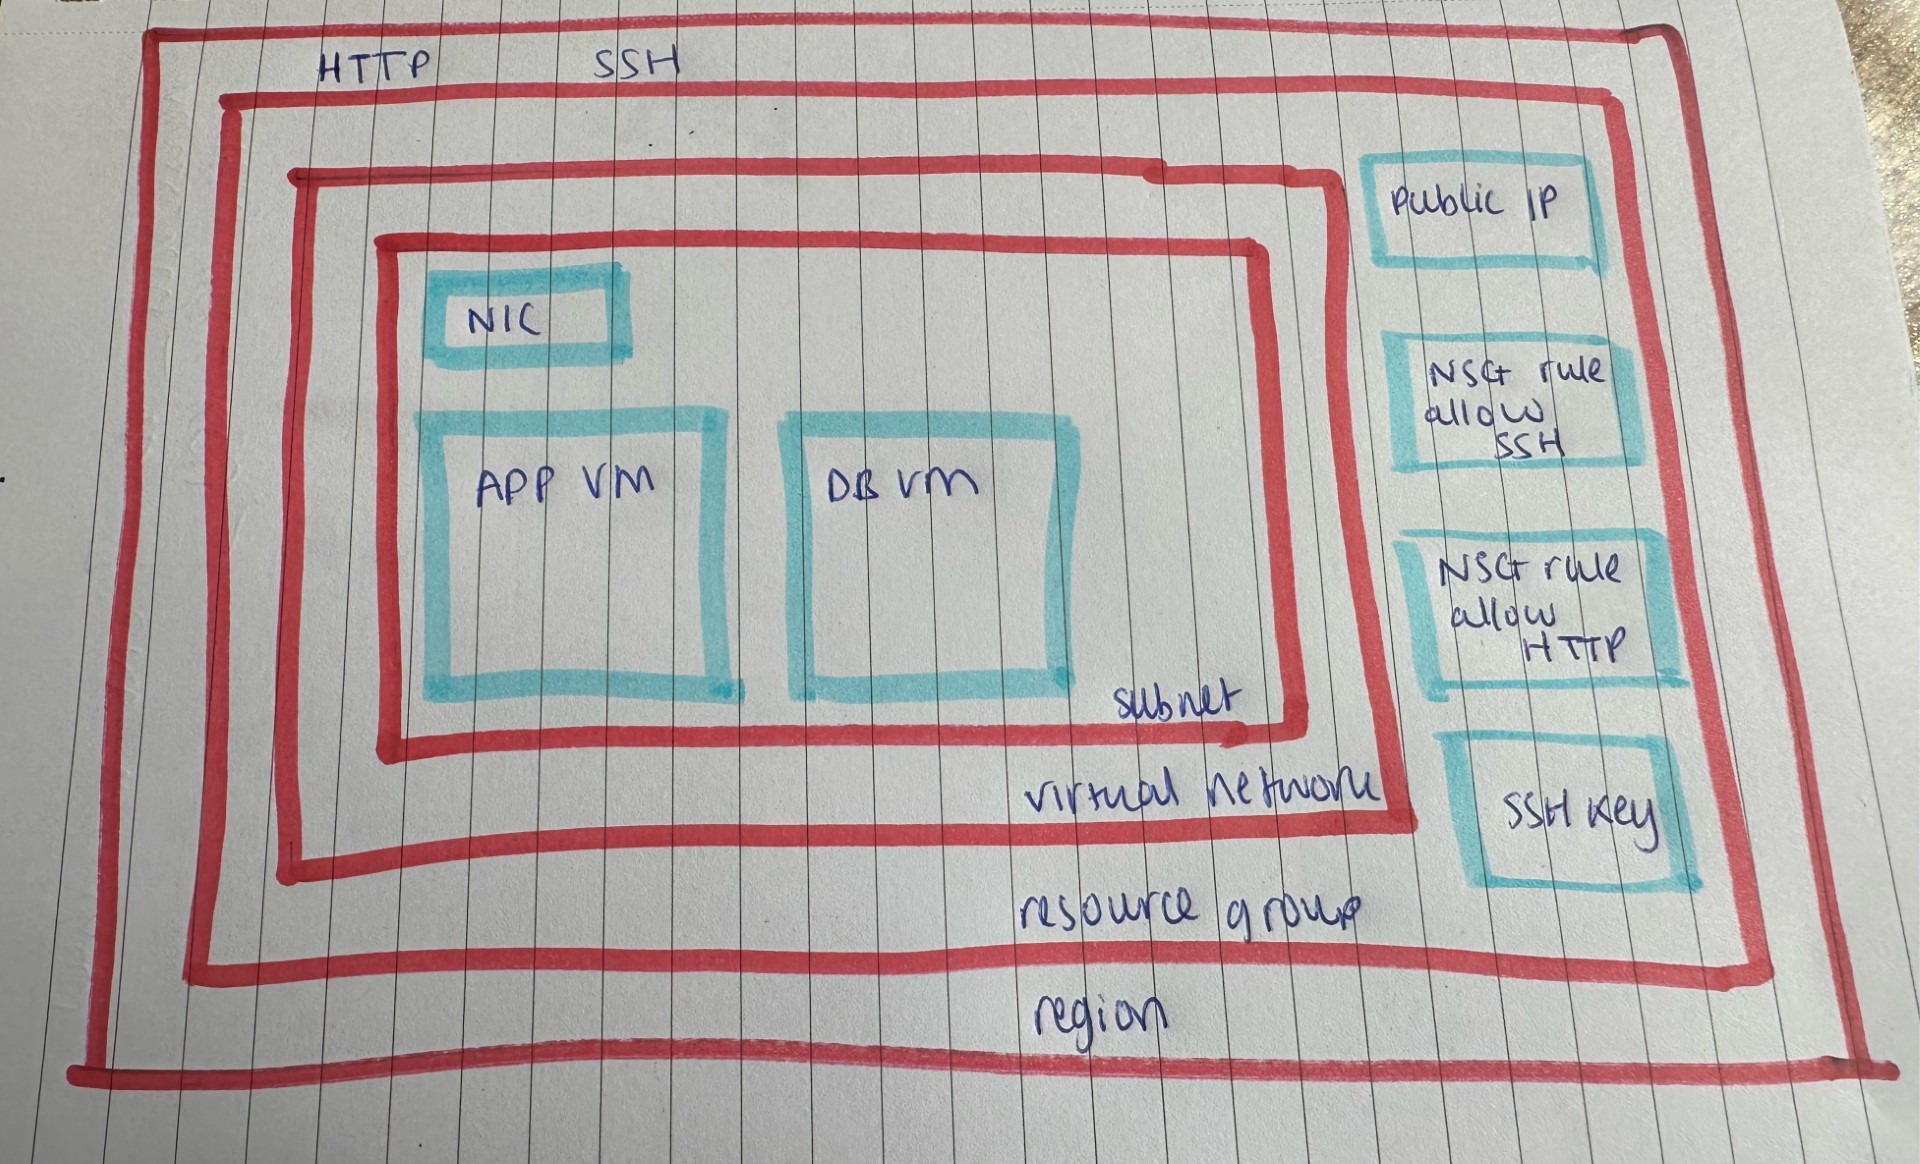 HTTP SSH
Public IP
NIC
NSG rule
allow
SSH
APP VM
DB VM
NSG rule
allow
HTTP
subnet
virtual network
SSH key
resource group
region